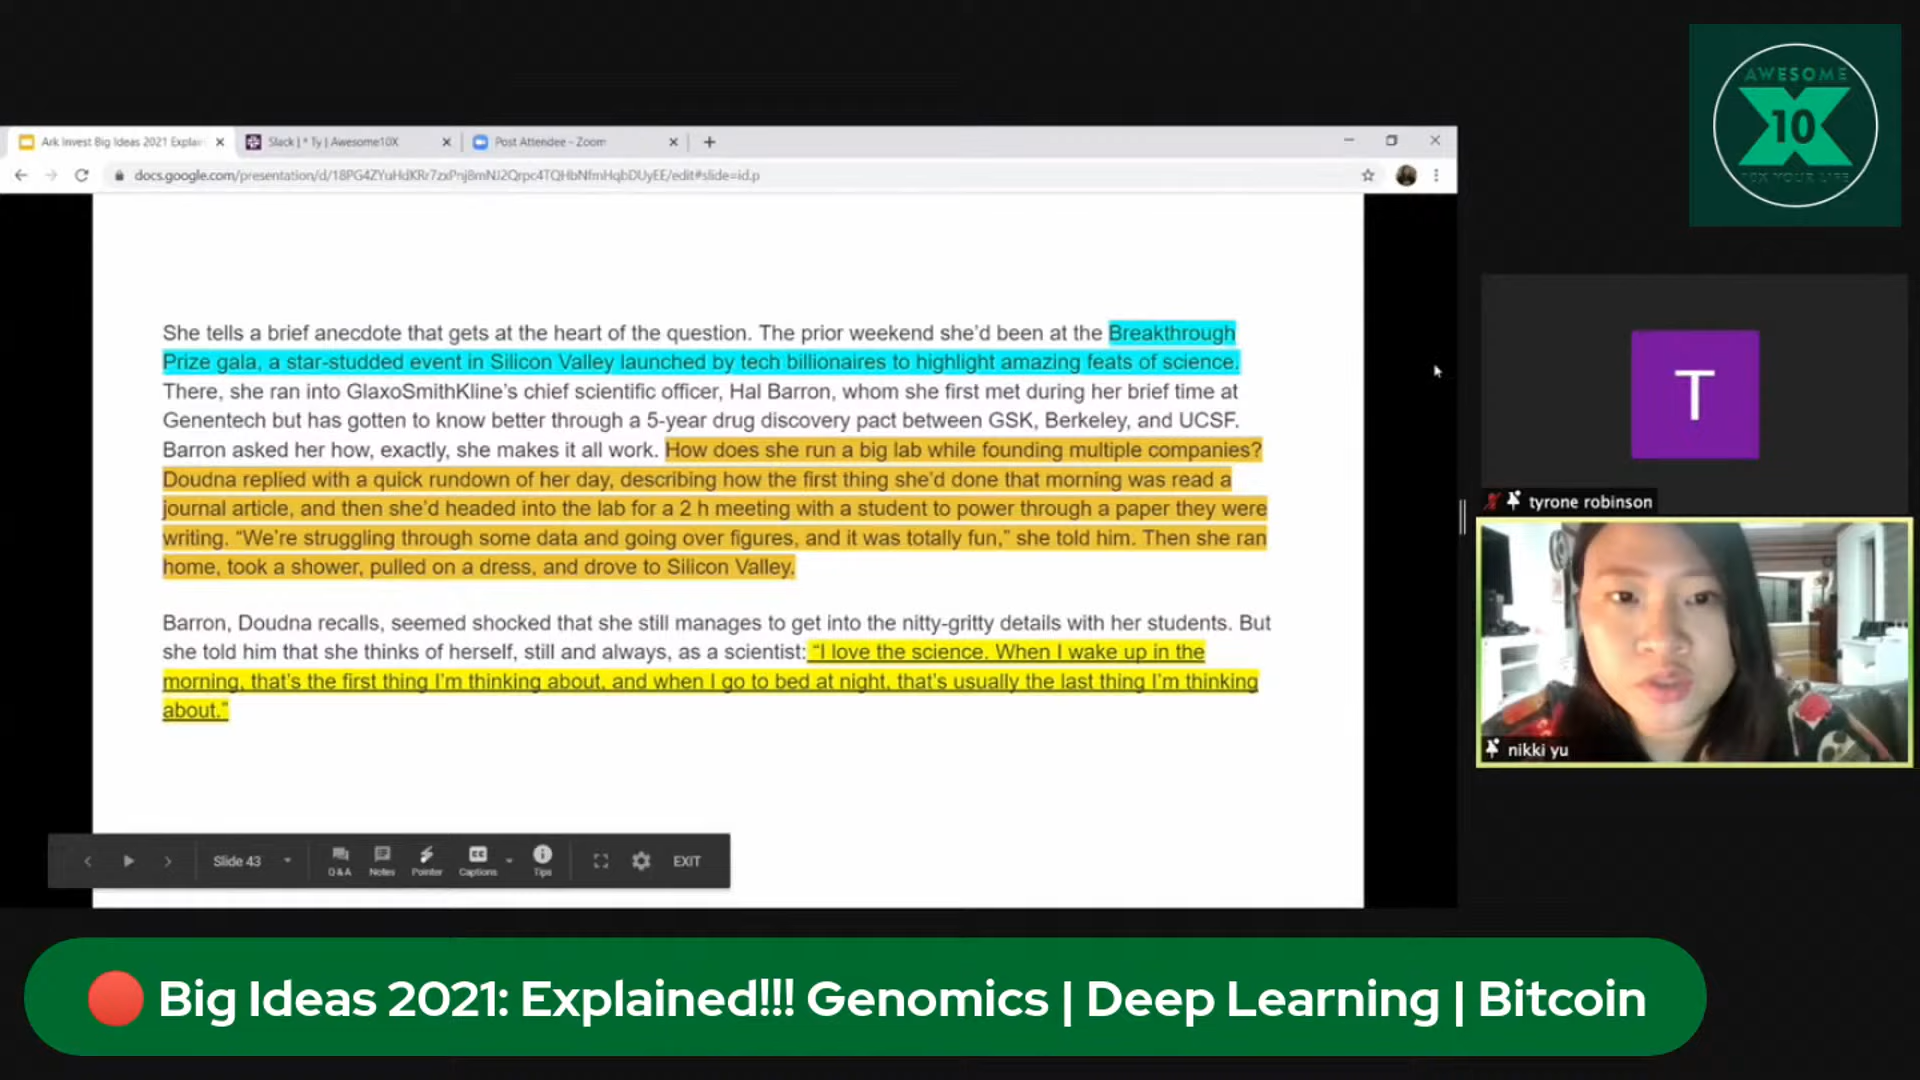 AWESOME
10
10X YOUR LIFE
Ark Invest Big Ideas 2021 Explain
Slack | * Ty | Awesome10X
Post Attendee - Zoom
docs.google.com/presentation/d/18PG4ZYuHdKRr7zxPnj8mNJ2Qrpc4TQHbNfmHqbDUyEE/edit#slide=id.p
She tells a brief anecdote that gets at the heart of the question. The prior weekend she’d been at the Breakthrough
Prize gala, a star-studded event in Silicon Valley launched by tech billionaires to highlight amazing feats of science.
There, she ran into GlaxoSmithKline’s chief scientific officer, Hal Barron, whom she first met during her brief time at
Genentech but has gotten to know better through a 5-year drug discovery pact between GSK, Berkeley, and UCSF.
Barron asked her how, exactly, she makes it all work. How does she run a big lab while founding multiple companies?
Doudna replied with a quick rundown of her day, describing how the first thing she’d done that morning was read a
journal article, and then she’d headed into the lab for a 2 h meeting with a student to power through a paper they were
writing. “We’re struggling through some data and going over figures, and it was totally fun,” she told him. Then she ran
home, took a shower, pulled on a dress, and drove to Silicon Valley.
Barron, Doudna recalls, seemed shocked that she still manages to get into the nitty-gritty details with her students. But
she told him that she thinks of herself, still and always, as a scientist: “I love the science. When I wake up in the
morning, that’s the first thing I’m thinking about, and when I go to bed at night, that’s usually the last thing I’m thinking
about.”
T
tyrone robinson
nikki yu
Slide 43
Q&A
Notes
Pointer
CC
Captions
Tips
EXIT
Big Ideas 2021: Explained!!! Genomics | Deep Learning | Bitcoin